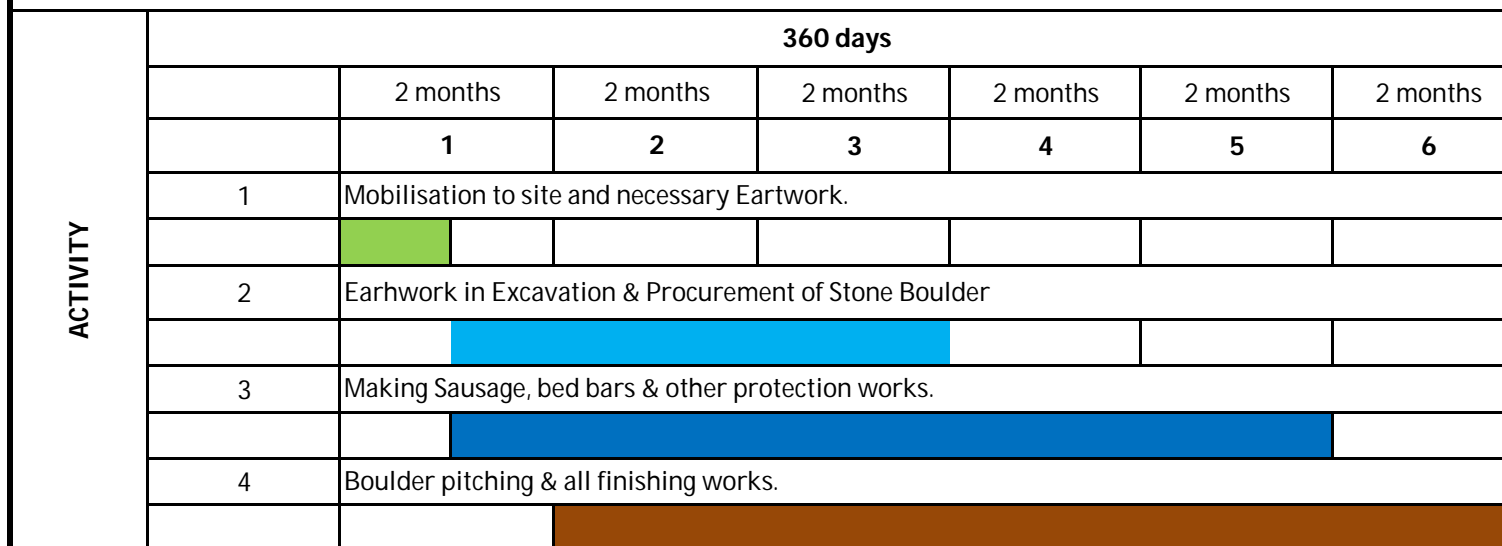 360 days
2 months 2 months 2 months 2 months 2 months 2 months
1 2 3 4 5 6
ACTIVITY
1 Mobilisation to site and necessary Eartwork.
2 Earhwork in Excavation & Procurement of Stone Boulder
3 Making Sausage, bed bars & other protection works.
4 Boulder pitching & all finishing works.